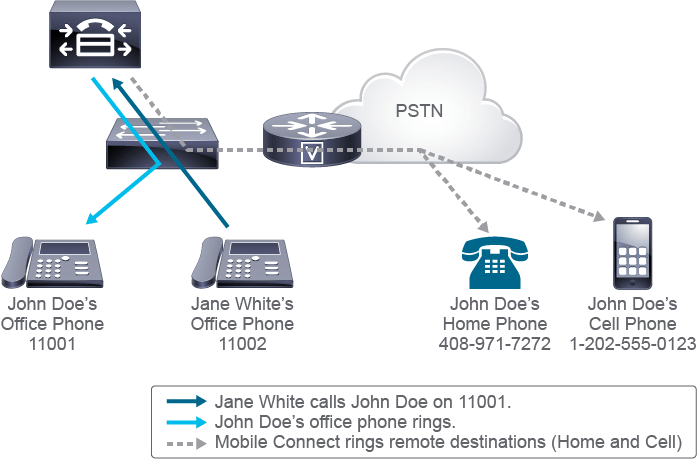 PSTN
V
John Doe's
Office Phone
11001
Jane White's
Office Phone
11002
John Doe's
Home Phone
408-971-7272
John Doe's
Cell Phone
1-202-555-0123
Jane White calls John Doe on 11001.
John Doe's office phone rings.
Mobile Connect rings remote destinations (Home and Cell)